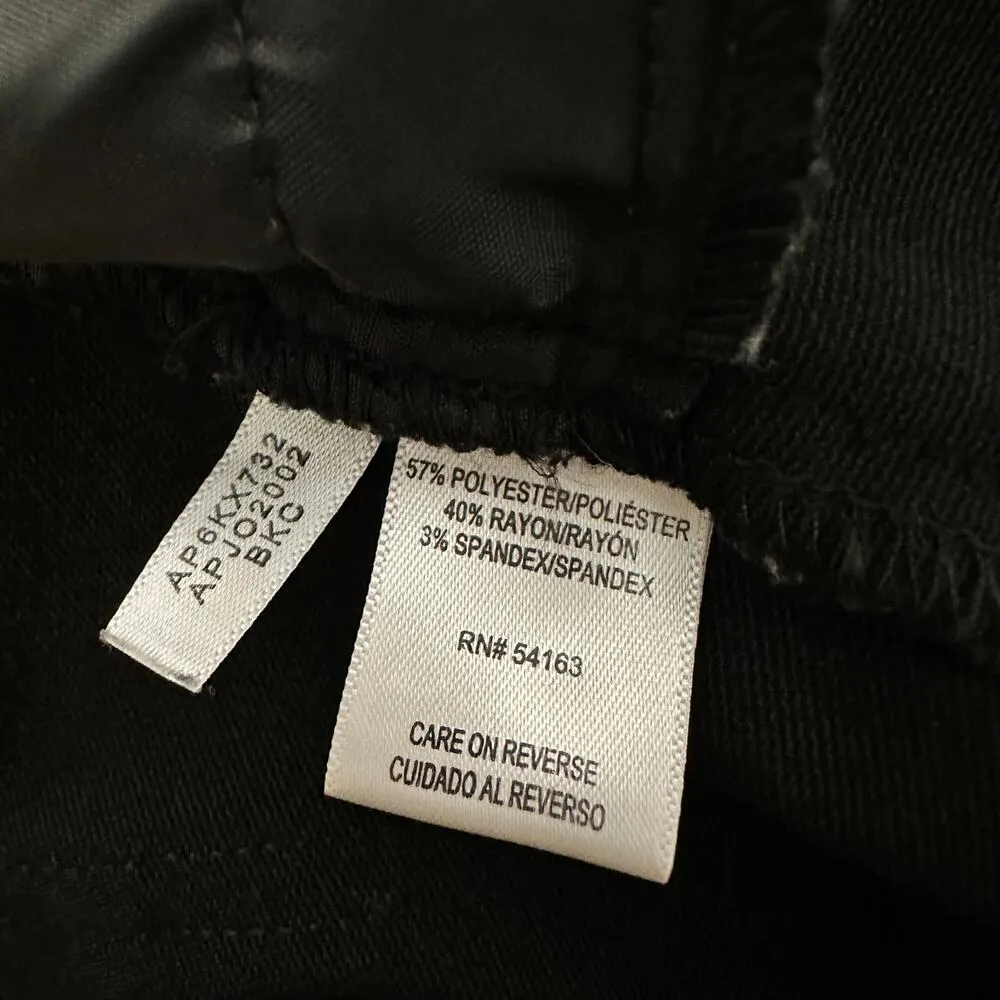 AP6KX732
APJO2002
BKC
57% POLYESTER/POLIÉSTER
40% RAYON/RAYÓN
3% SPANDEX/SPANDEX
RN# 54163
CARE ON REVERSE
CUIDADO AL REVERSO